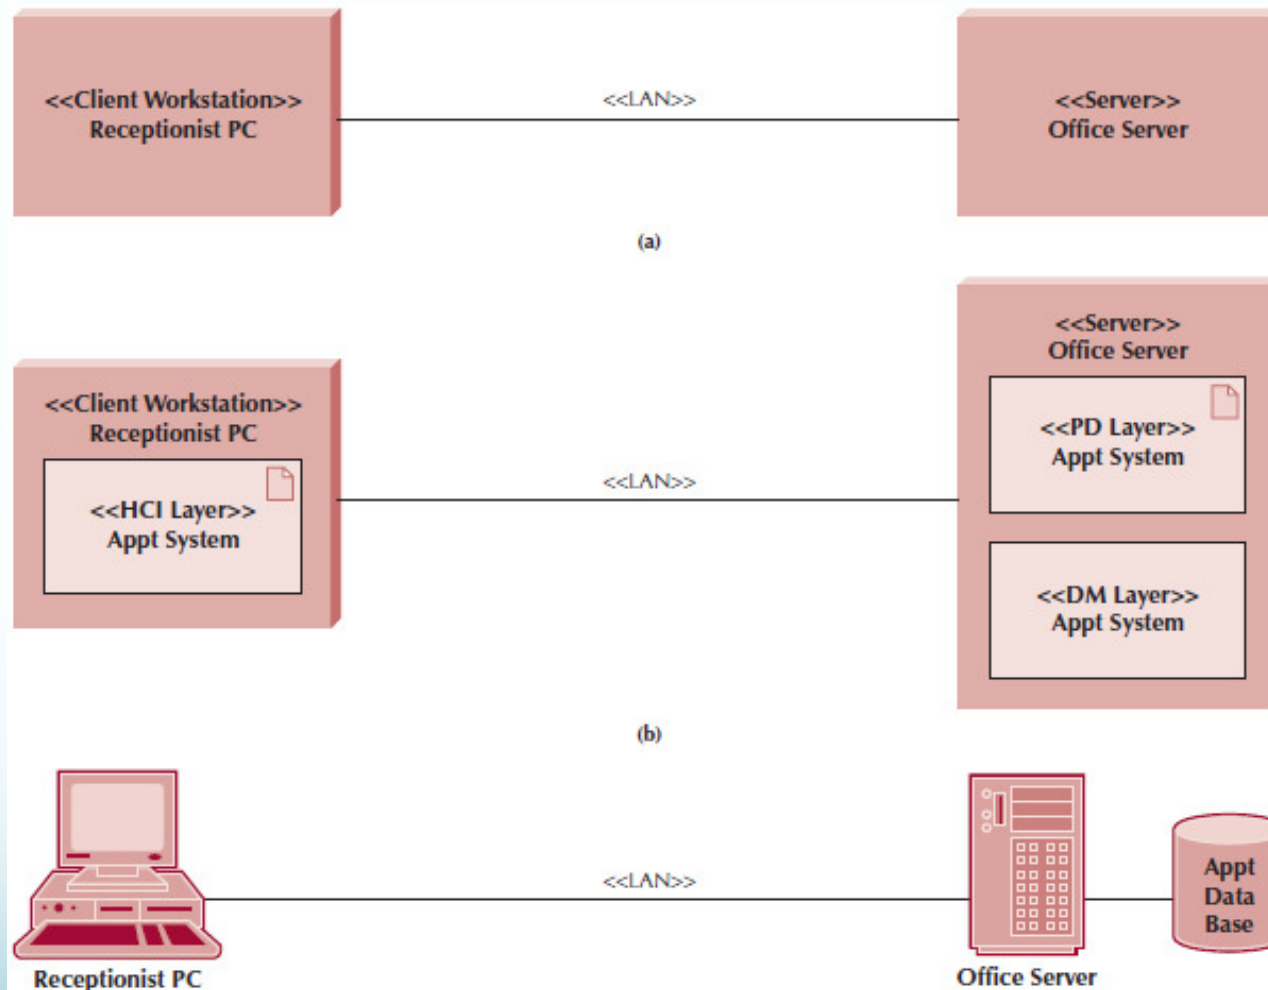 <<Client Workstation>>
Receptionist PC
<<LAN>>
<<Server>>
Office Server
(a)
<<Client Workstation>>
Receptionist PC
<<HCI Layer>>
Appt System
<<LAN>>
<<Server>>
Office Server
<<PD Layer>>
Appt System
<<DM Layer>>
Appt System
(b)
<<LAN>>
Appt
Data
Base
Receptionist PC
Office Server